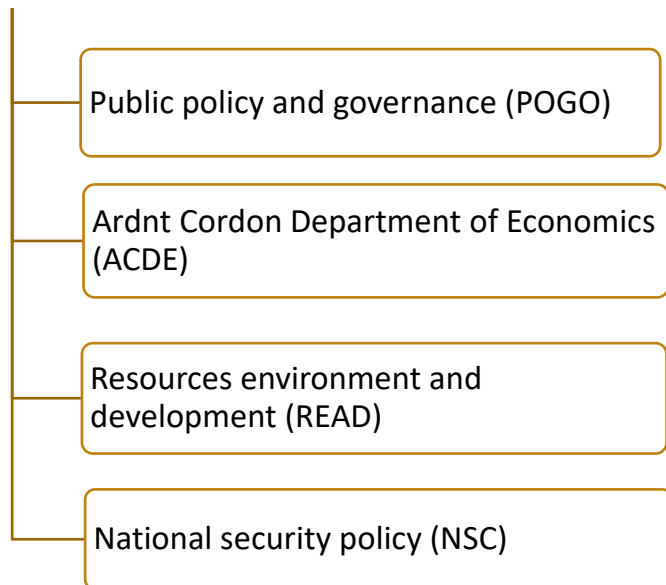 Public policy and governance (POGO)
Ardnt Cordon Department of Economics
(ACDE)
Resources environment and
development (READ)
National security policy (NSC)